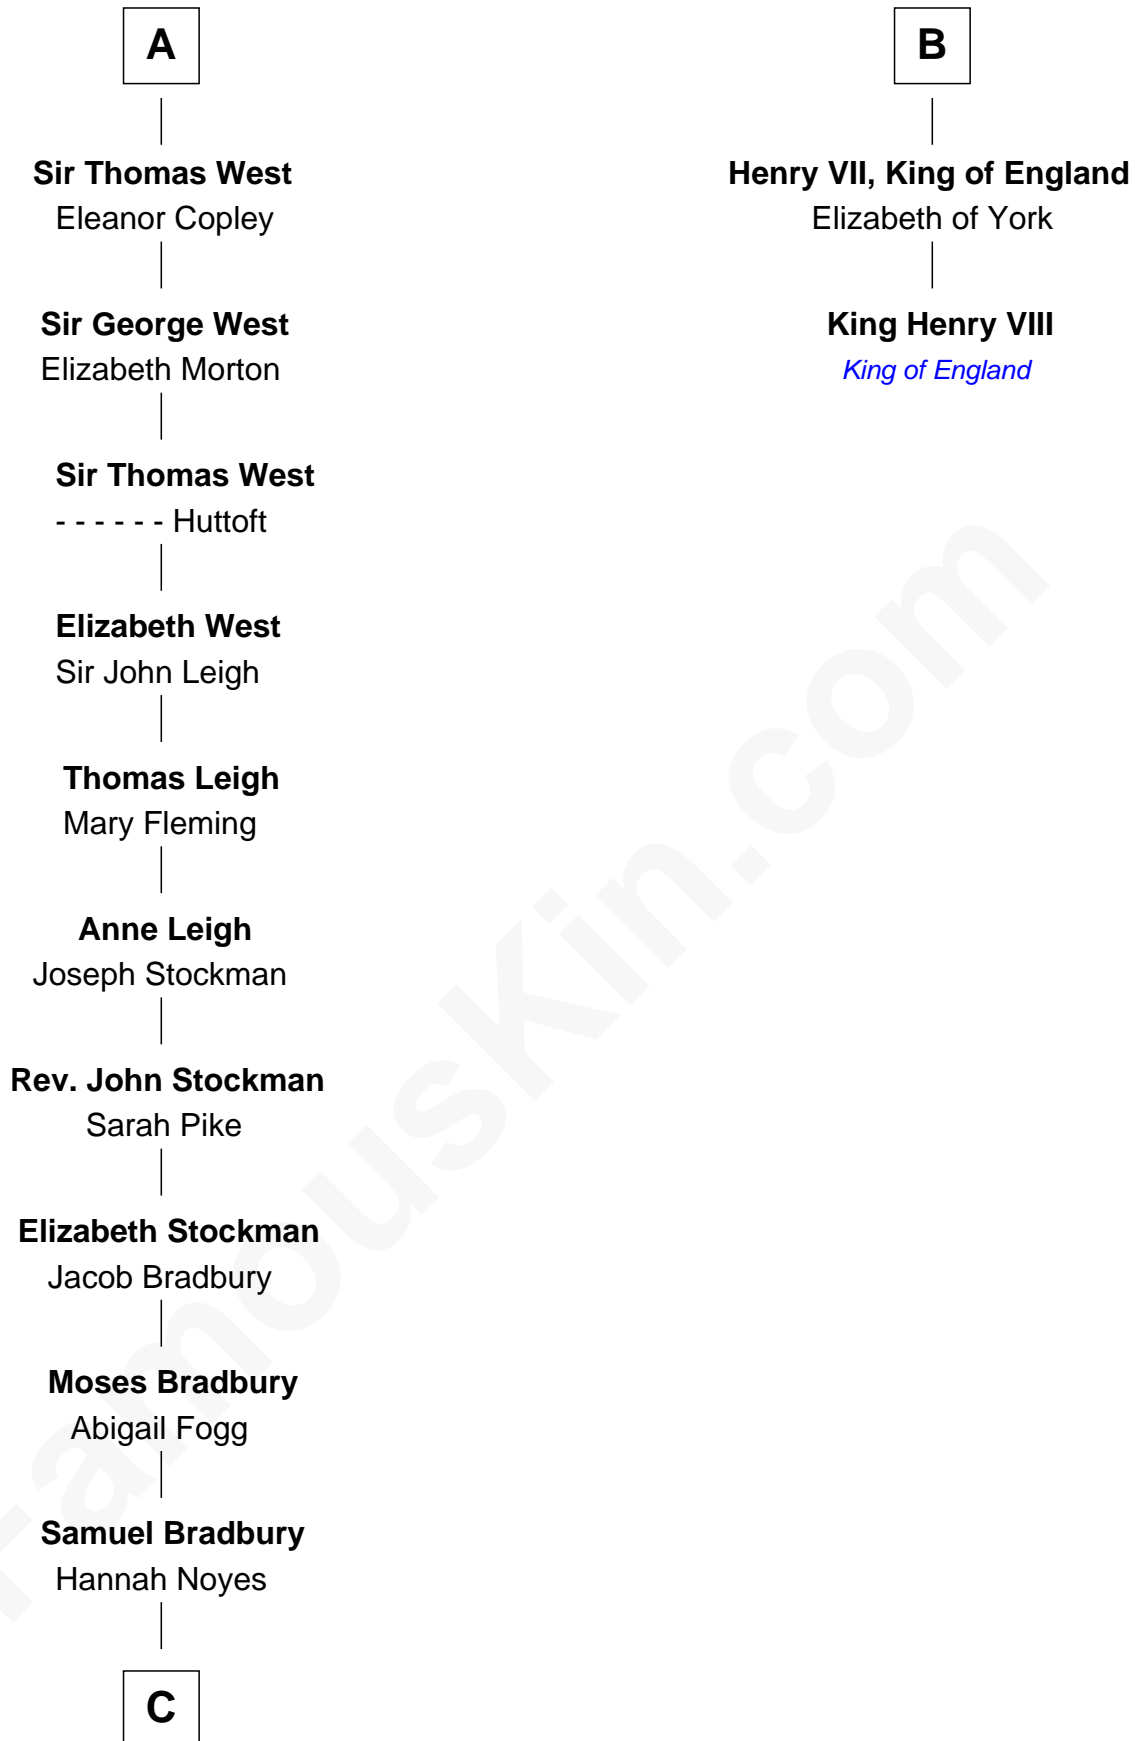 A
Sir Thomas West
Eleanor Copley
Sir George West
Elizabeth Morton
Sir Thomas West
- - - - - - Huttoft
Elizabeth West
Sir John Leigh
Thomas Leigh
Mary Fleming
Anne Leigh
Joseph Stockman
Rev. John Stockman
Sarah Pike
Elizabeth Stockman
Jacob Bradbury
Moses Bradbury
Abigail Fogg
Samuel Bradbury
Hannah Noyes
C
B
Henry VII, King of England
Elizabeth of York
King Henry VIII
King of England
FamousKin.com